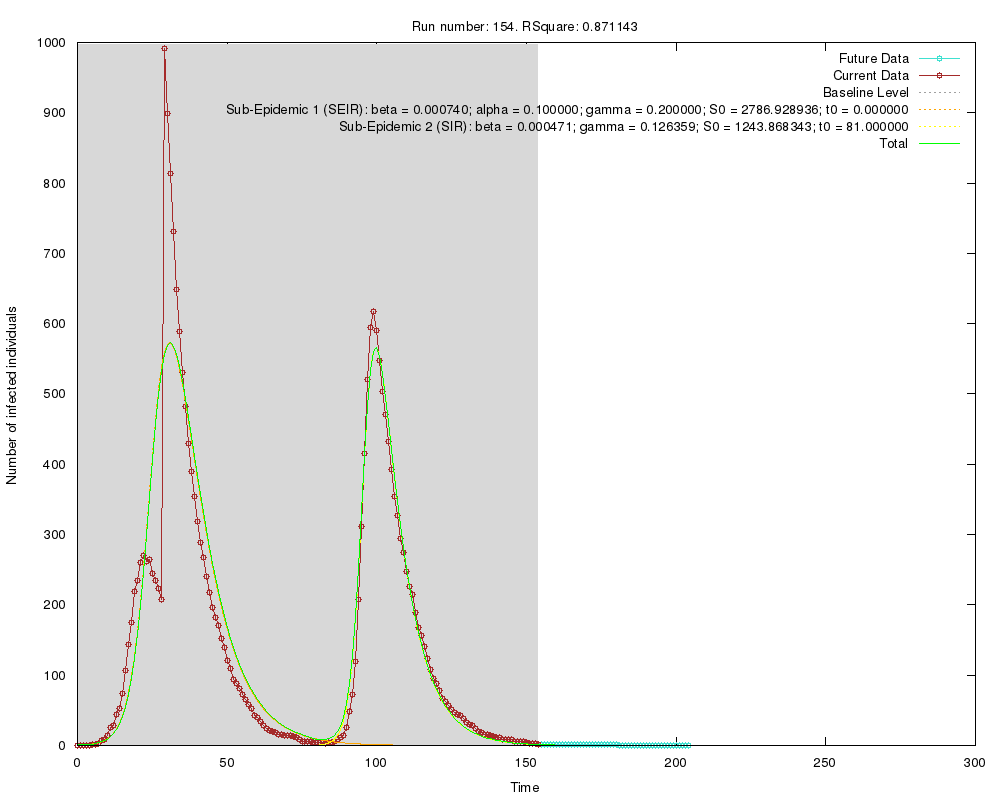 Run number: 154. RSquare: 0.871143
1000
900
800
700
600
500
400
300
200
100
0
Number of infected individuals
Future Data
Current Data
Baseline Level
Sub-Epidemic 1 (SEIR): beta = 0.000740; alpha = 0.100000; gamma = 0.200000; S0 = 2786.928936; t0 = 0.000000
Sub-Epidemic 2 (SIR): beta = 0.000471; gamma = 0.126359; S0 = 1243.868343; t0 = 81.000000
Total
0 50 100 150 200 250 300
Time